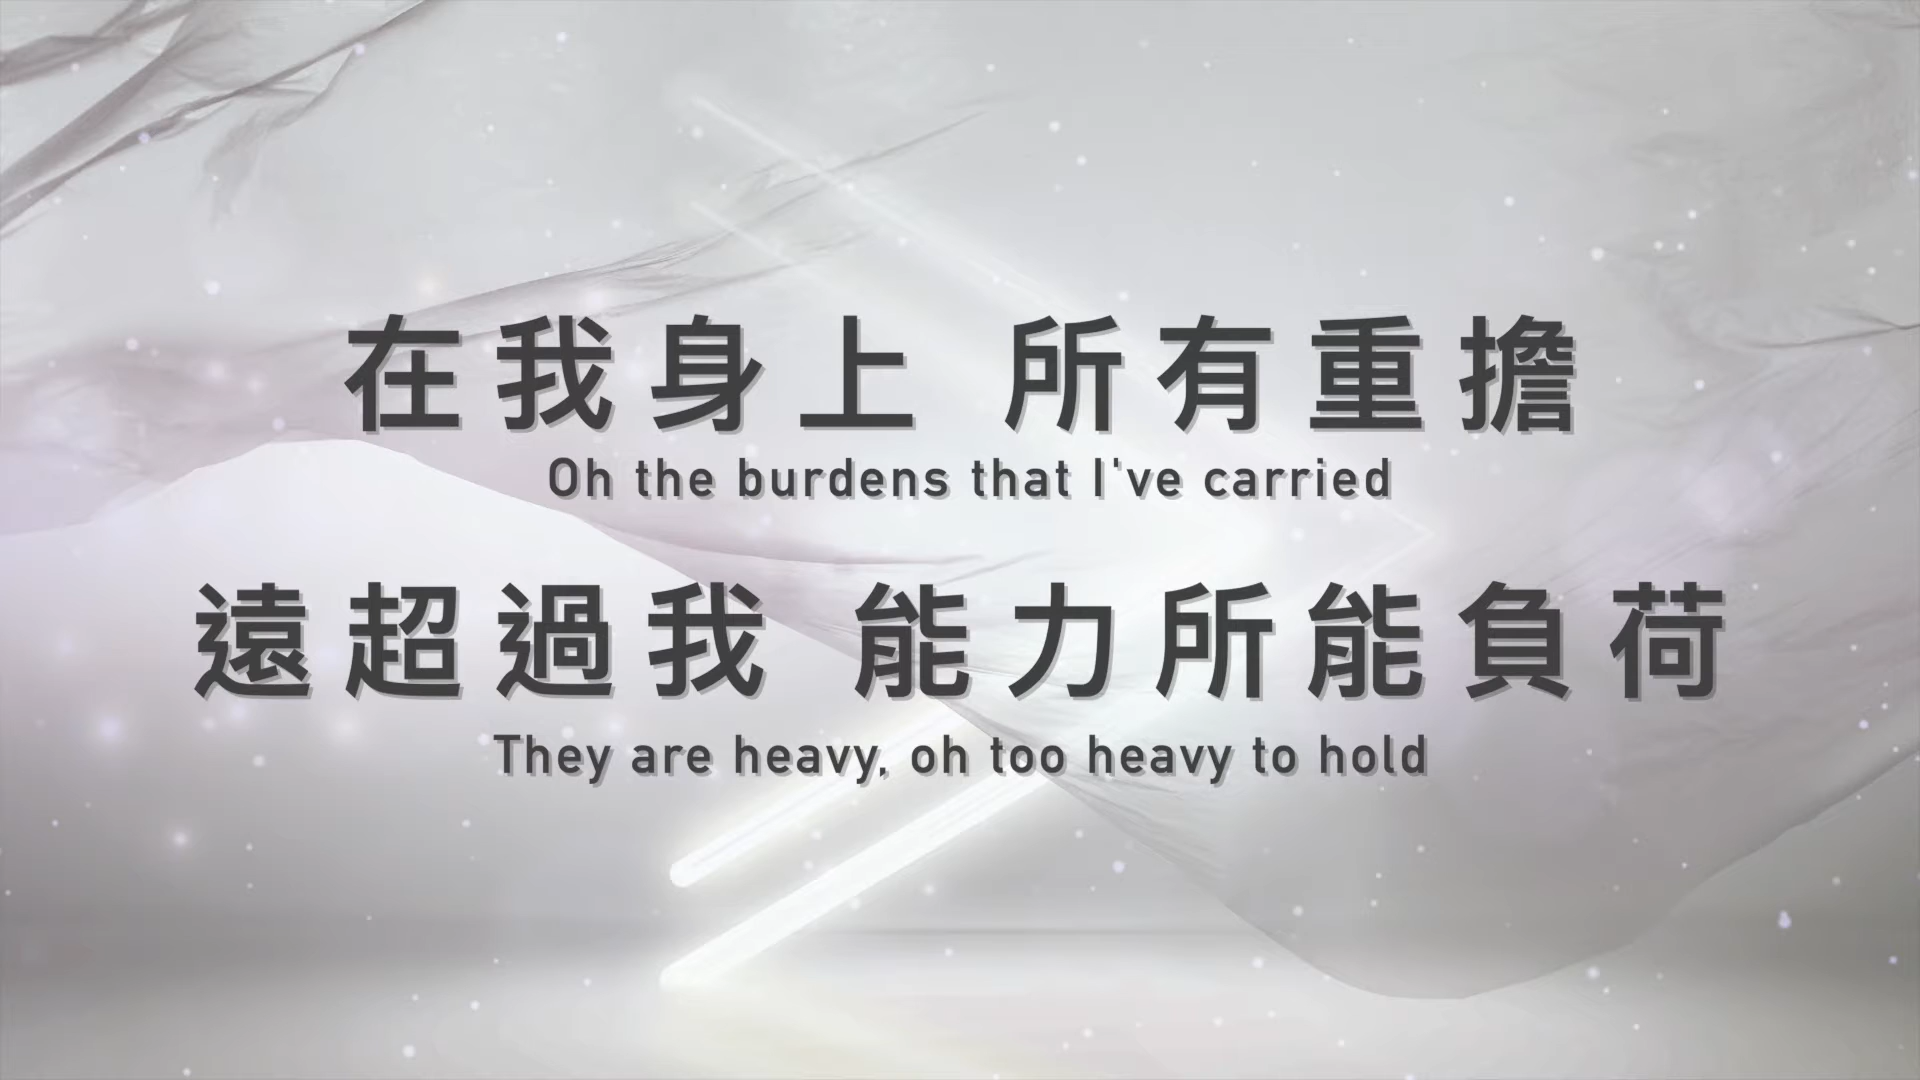 在我身上 所有重擔
Oh the burdens that I've carried
遠超過我 能力所能負荷
They are heavy, oh too heavy to hold